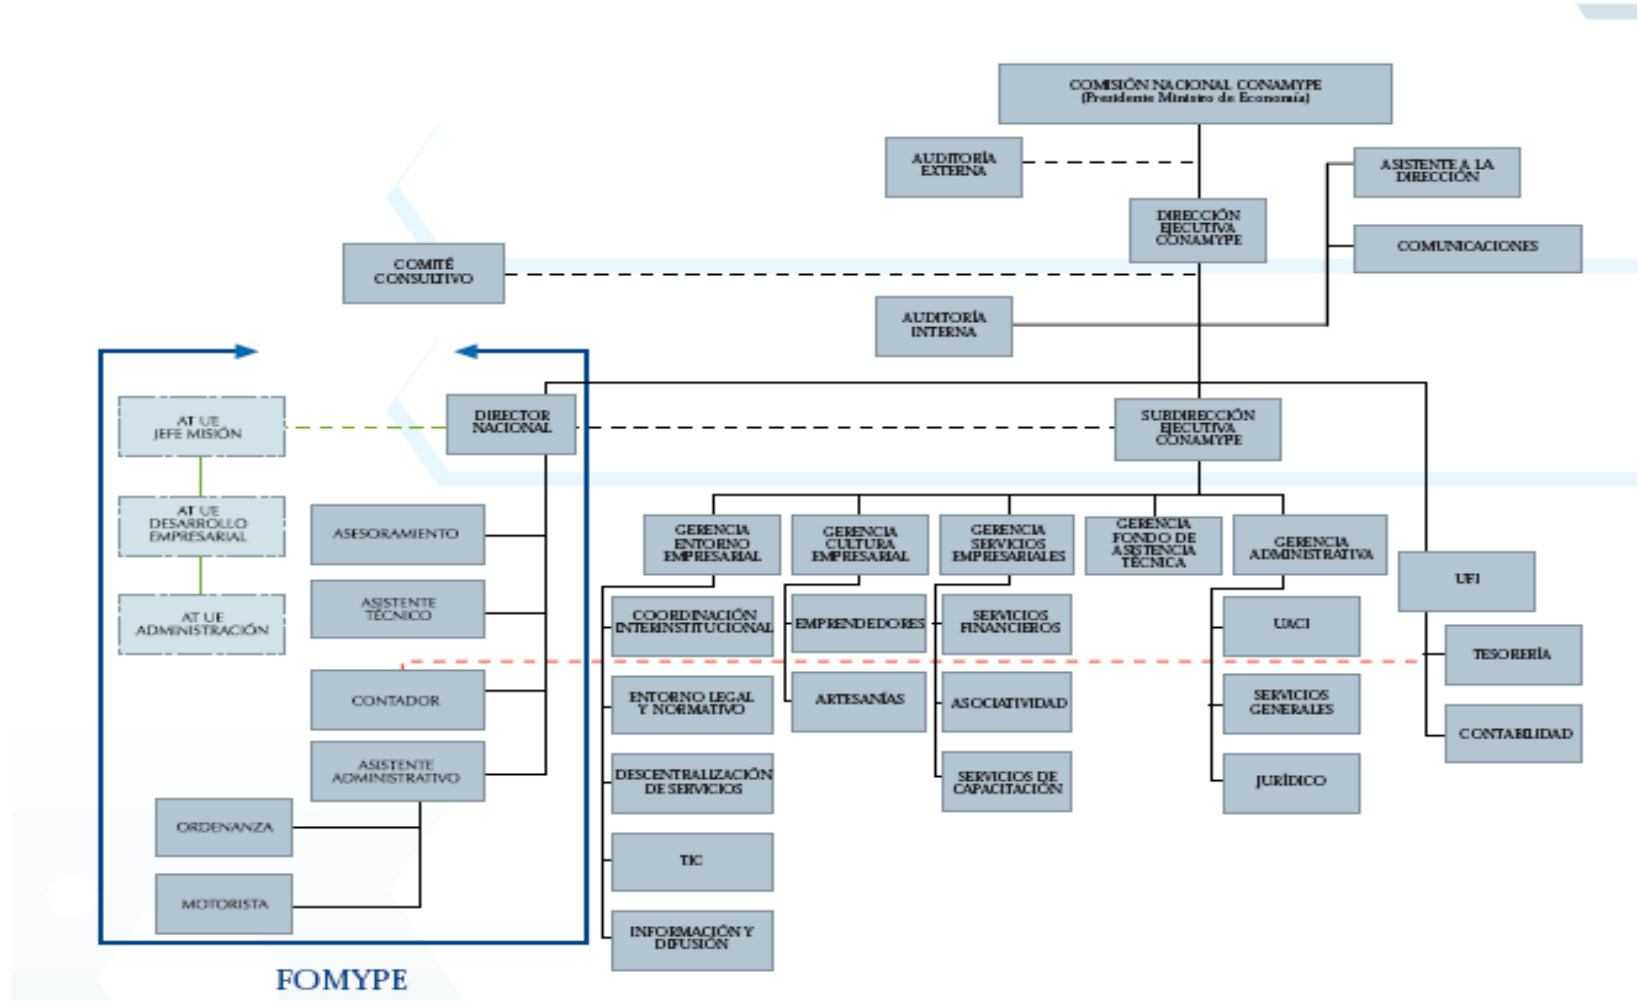 COMISIÓN NACIONAL CONAMYPE
(Presidente Ministro de Economía)
AUDITORÍA
EXTERNA
ASISTENTE A LA
DIRECCIÓN
DIRECCIÓN
EJECUTIVA
CONAMYPE
COMUNICACIONES
COMITÉ
CONSULTIVO
AUDITORÍA
INTERNA
AT UE
JEFE MISIÓN
DIRECTOR
NACIONAL
SUBDIRECCIÓN
EJECUTIVA
CONAMYPE
AT UE
DESARROLLO
EMPRESARIAL
ASESORAMIENTO
GERENCIA
ENTORNO
EMPRESARIAL
GERENCIA
CULTURA
EMPRESARIAL
GERENCIA
SERVICIOS
EMPRESARIALES
GERENCIA
FONDO DE
ASISTENCIA
TÉCNICA
GERENCIA
ADMINISTRATIVA
UFI
AT UE
ADMINISTRACIÓN
ASISTENTE
TÉCNICO
COORDINACIÓN
INTERINSTITUCIONAL
EMPRENDEDORES
SERVICIOS
FINANCIEROS
UACI
TESORERÍA
CONTADOR
ENTORNO LEGAL
Y NORMATIVO
ARTESANÍAS
ASOCIATIVIDAD
SERVICIOS
GENERALES
CONTABILIDAD
ASISTENTE
ADMINISTRATIVO
DESCENTRALIZACIÓN
DE SERVICIOS
SERVICIOS DE
CAPACITACIÓN
JURÍDICO
ORDENANZA
TIC
MOTORISTA
INFORMACIÓN Y
DIFUSIÓN
FOMYPE